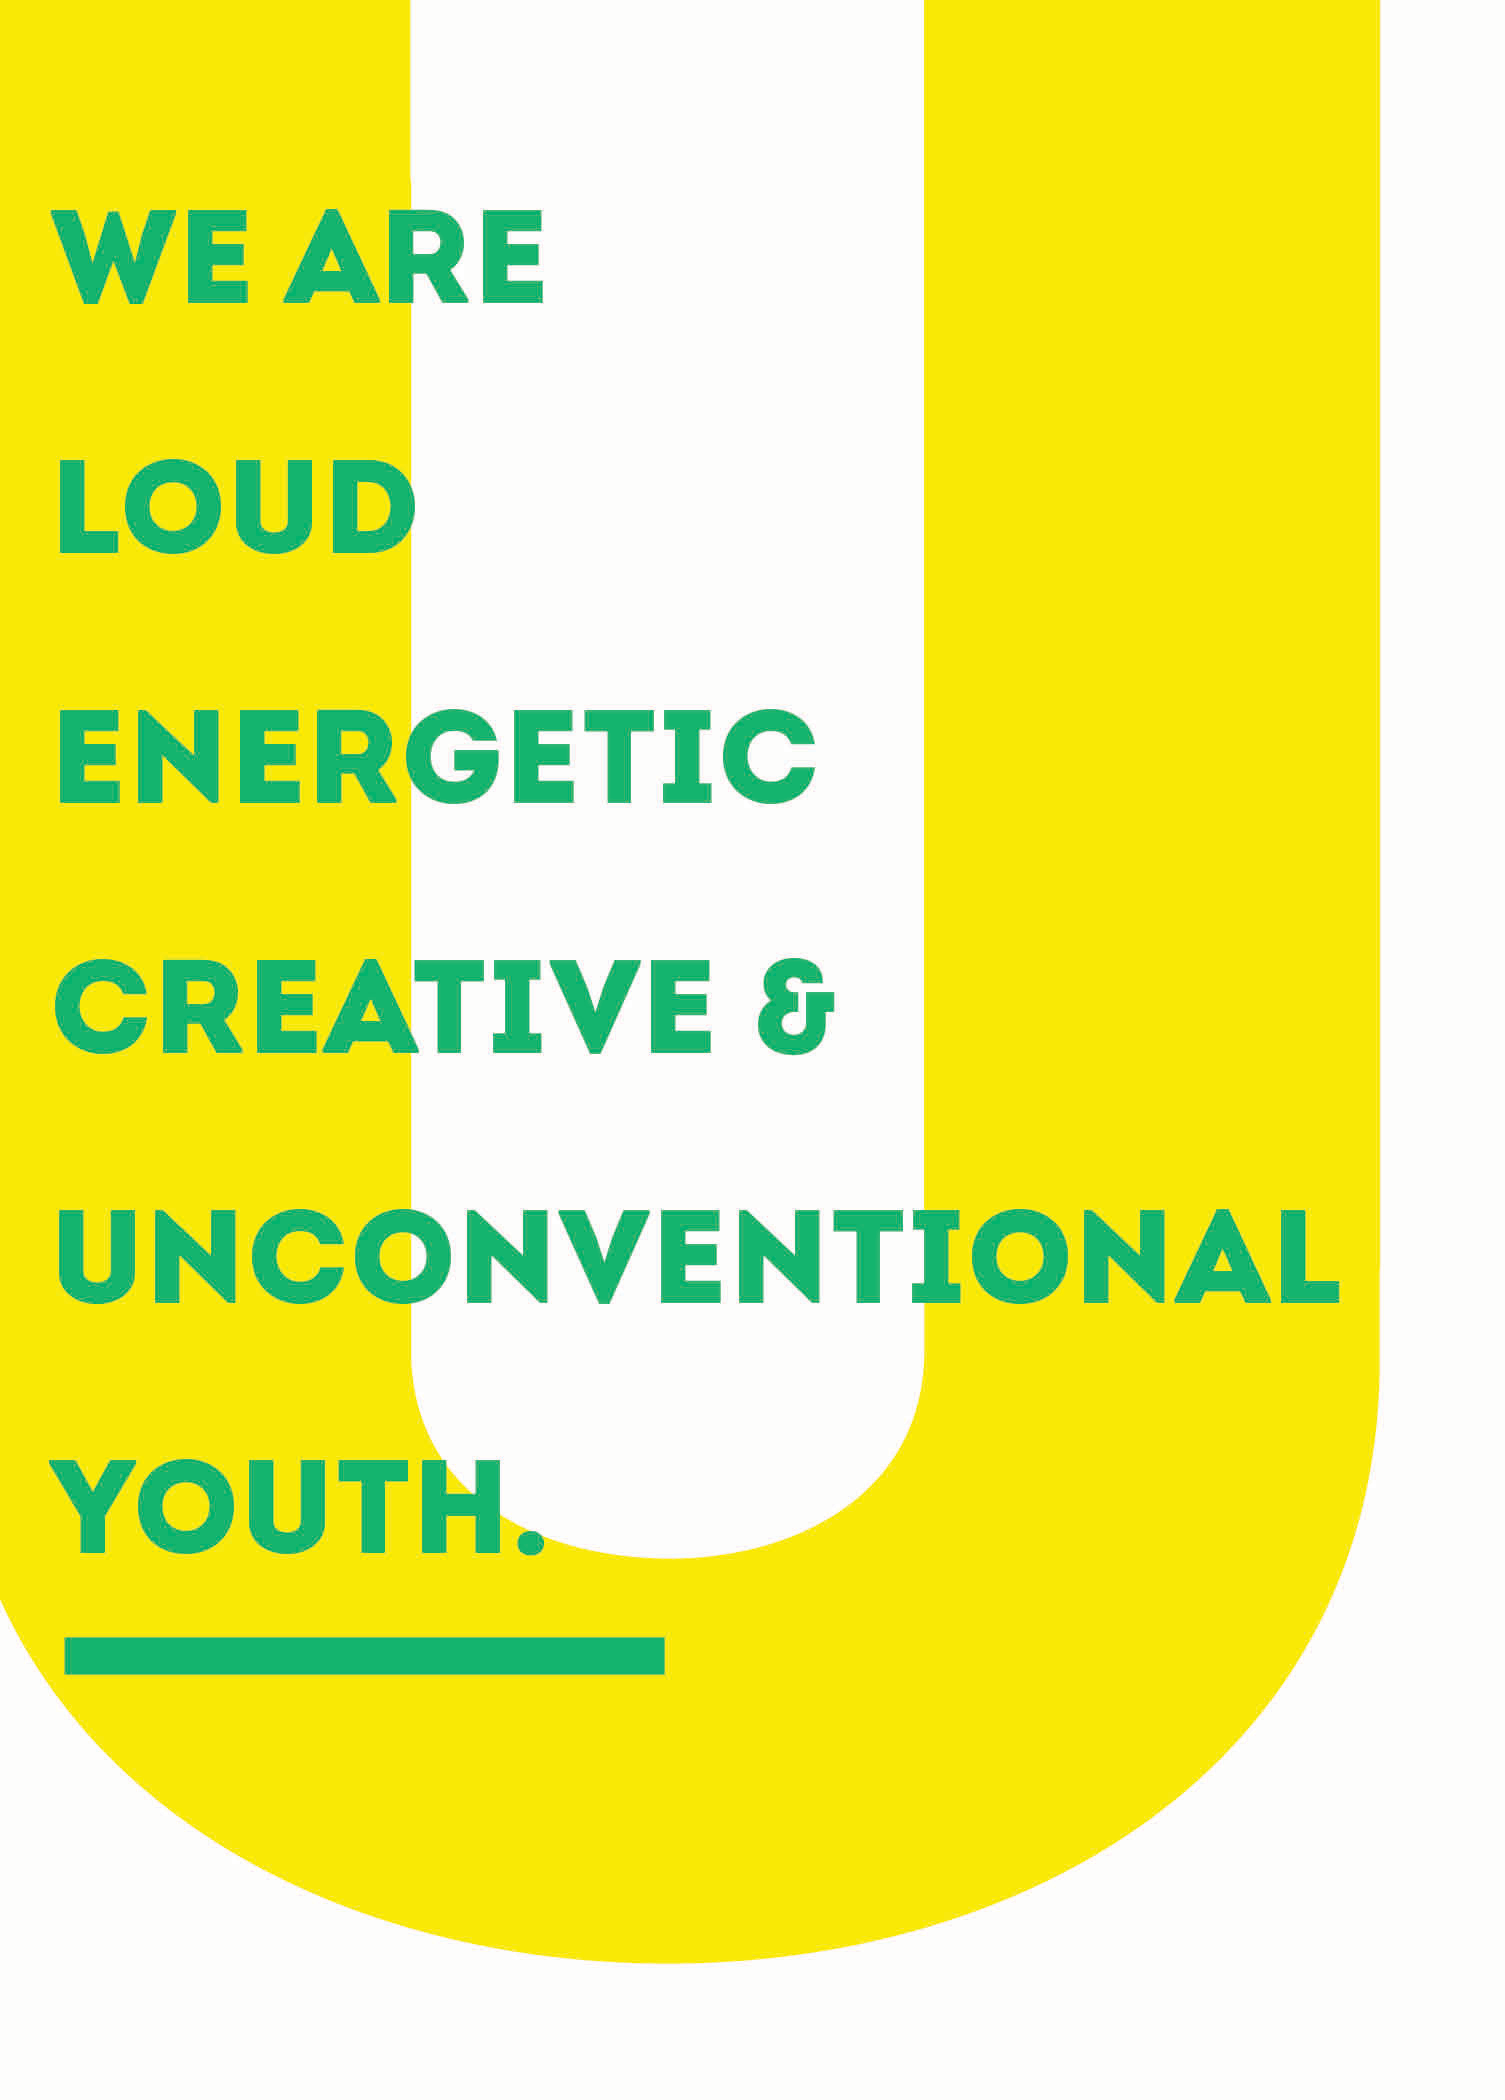 WE ARE
LOUD
ENERGETIC
CREATIVE &
UNCONVENTIONAL
YOUTH.